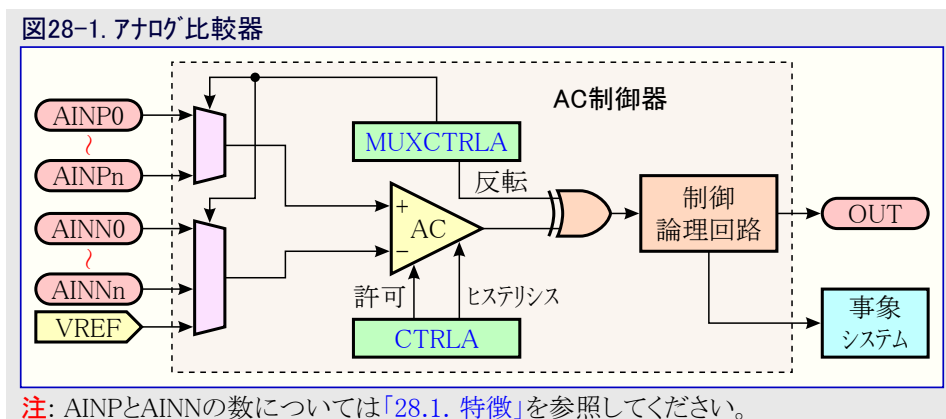 図28-1. アナログ比較器
AC制御器
AINP0
～
AINPn
AINN0
～
AINNn
VREF
MUXCTRLA
反転
+
AC
−
許可
ヒステリシス
CTRLA
制御
論理回路
OUT
事象
システム
注: AINPとAINNの数については「28.1. 特徴」を参照してください。